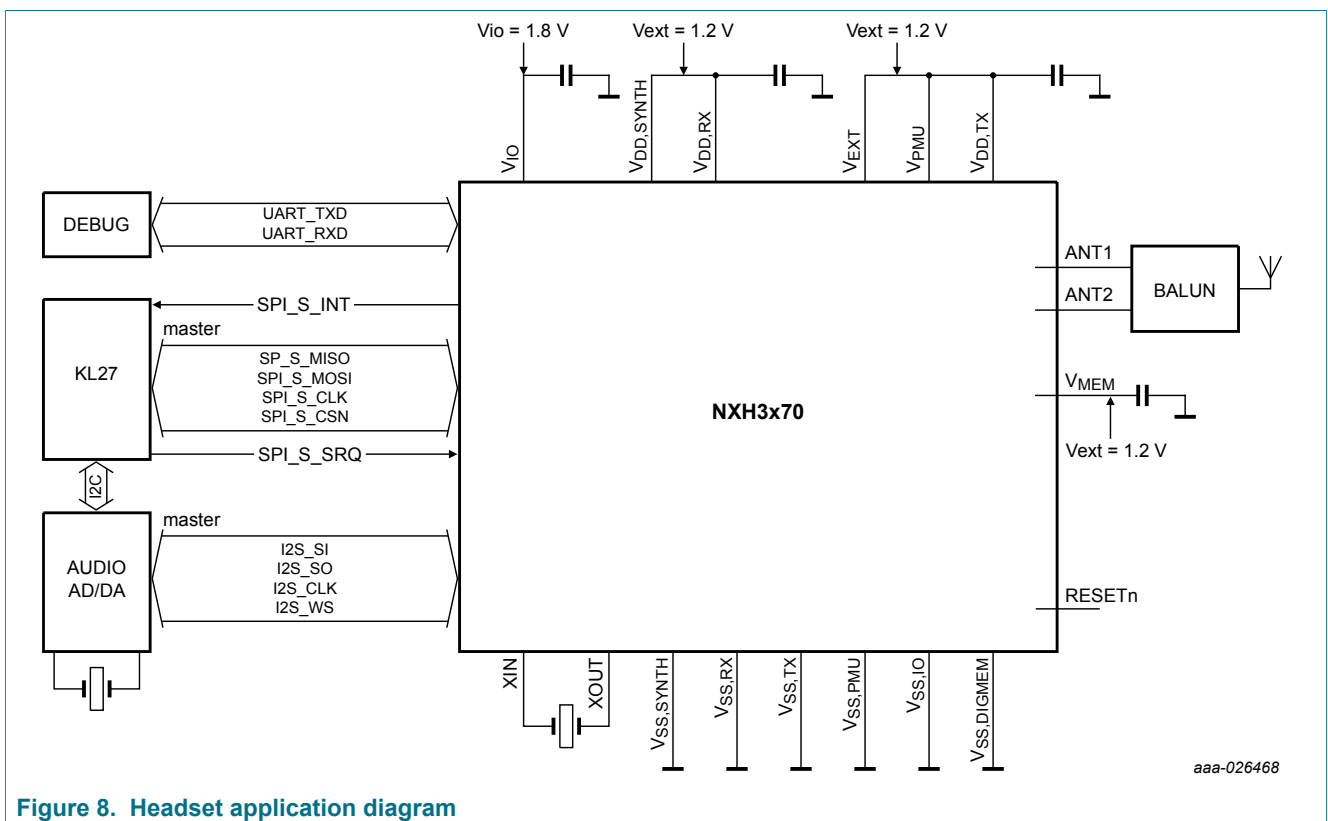 Vio = 1.8 V
Vext = 1.2 V
Vext = 1.2 V
VIO
VDD,SYNTH
VDD,RX
VEXT
VPMU
VDD,TX
DEBUG
UART_TXD
UART_RXD
KL27
SPI_S_INT
master
SP_S_MISO
SPI_S_MOSI
SPI_S_CLK
SPI_S_CSN
SPI_S_SRQ
I2C
AUDIO
AD/DA
master
I2S_SI
I2S_SO
I2S_CLK
I2S_WS
NXH3x70
ANT1
ANT2
BALUN
VMEM
Vext = 1.2 V
RESETn
XIN
XOUT
VSS,SYNTH
VSS,RX
VSS,TX
VSS,PMU
VSS,IO
VSS,DIGMEM
aaa-026468
Figure 8. Headset application diagram